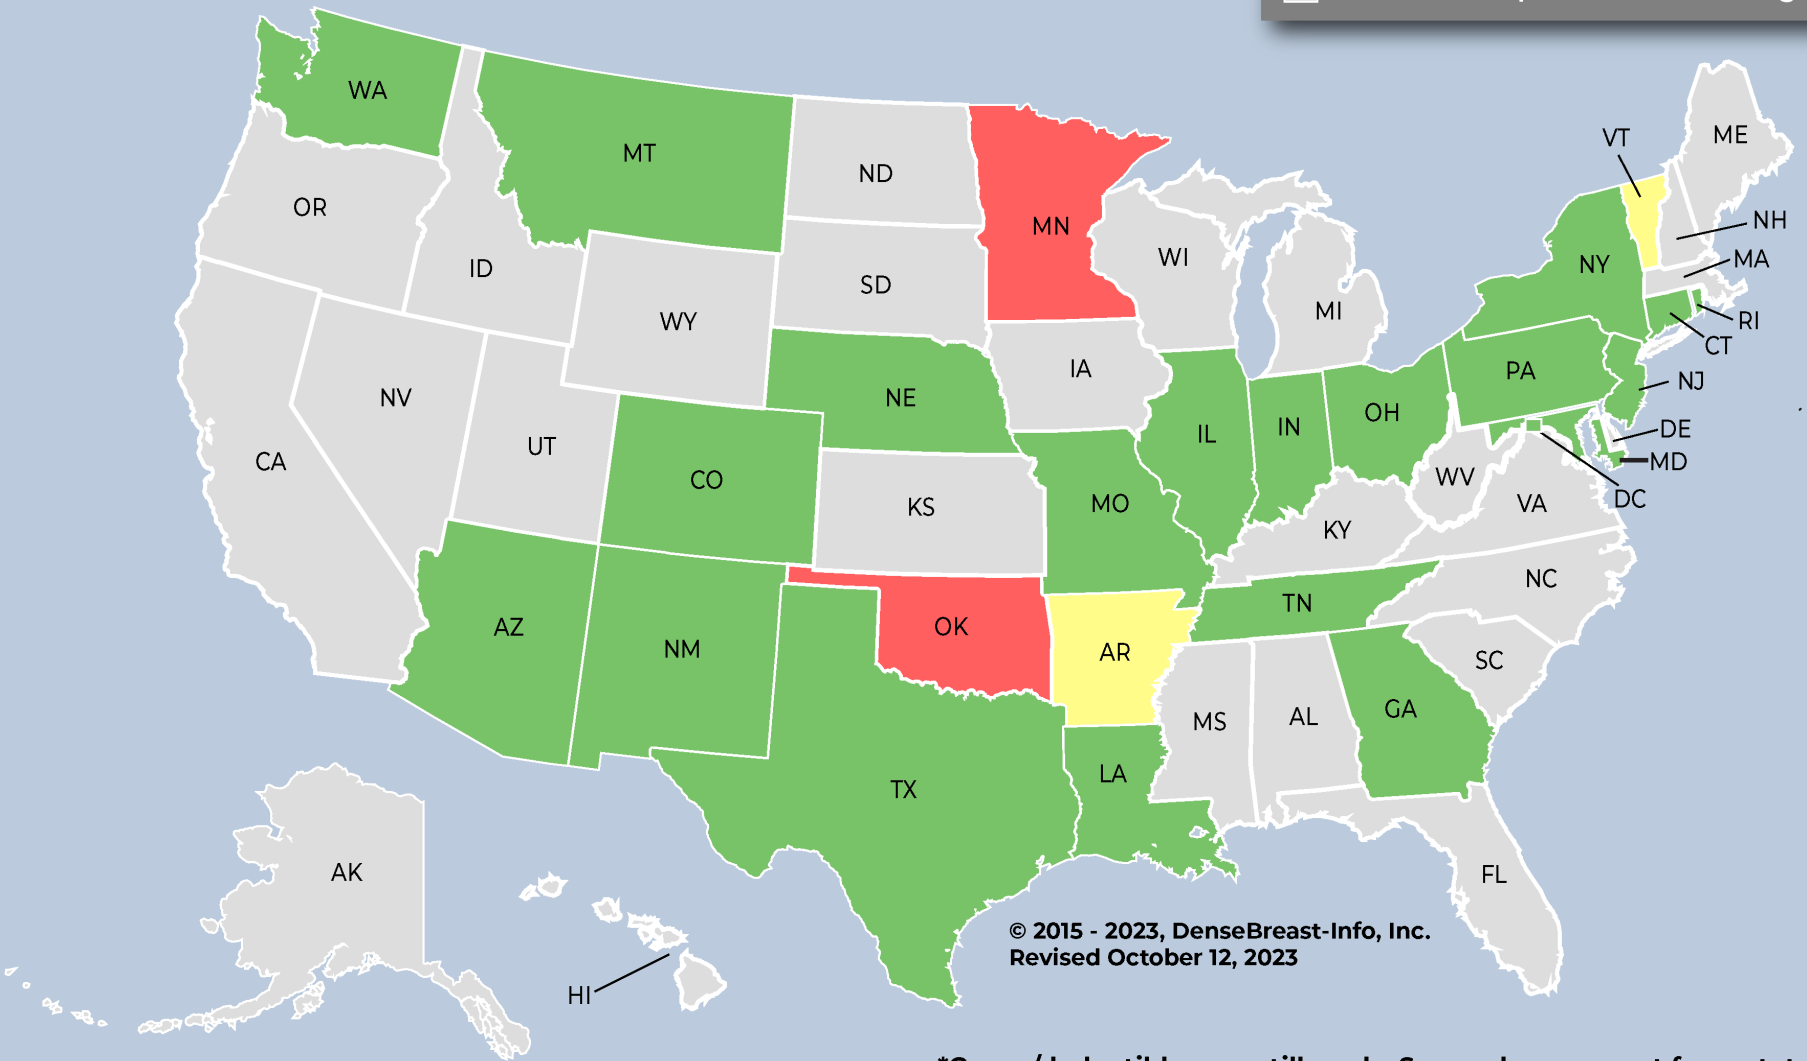 WA
MT
ND
MN
ME
VT
OR
ID
SD
WI
NH
NY
MA
WY
MI
RI
CT
IA
PA
NJ
NV
NE
OH
IL
IN
DE
UT
CA
MD
CO
WV
DC
KS
MO
VA
KY
NC
TN
AZ
OK
NM
AR
SC
GA
MS
AL
LA
TX
AK
FL
HI
© 2015 - 2023, DenseBreast-Info, Inc.
Revised October 12, 2023